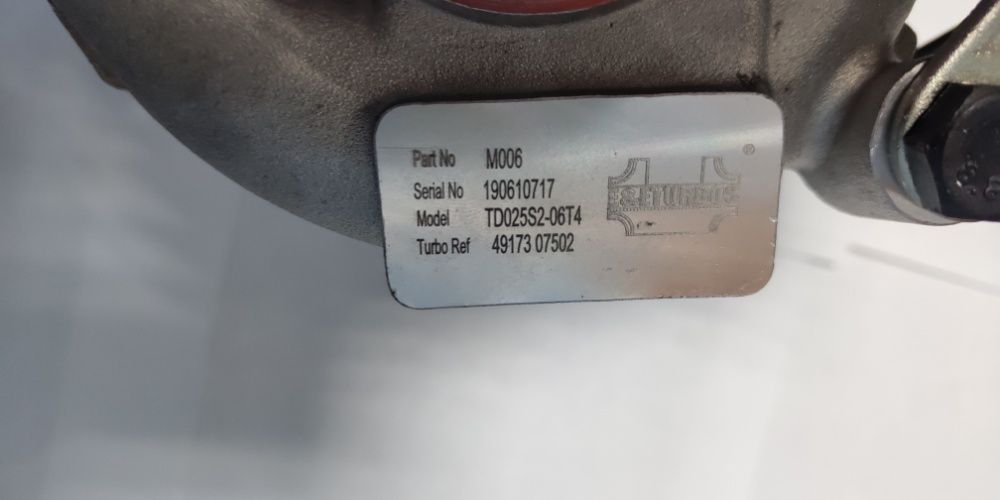 Part No M006
®
Serial No 190610717
Model TD025S2-06T4
Turbo Ref 49173 07502